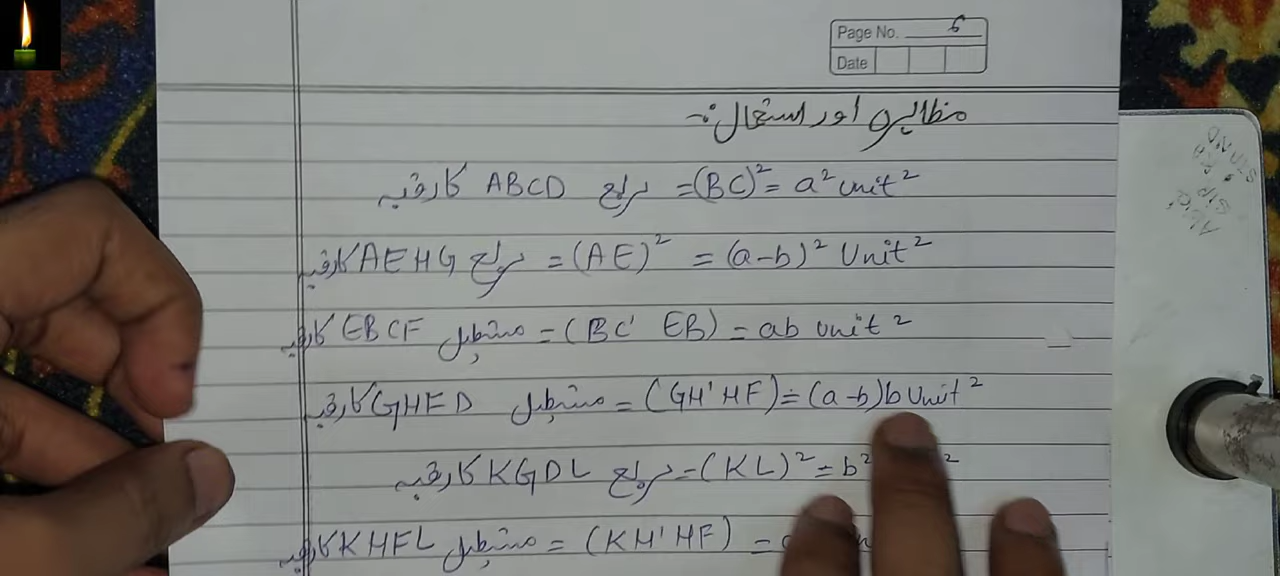 Page No. 6
Date
مظاہرہ اور استعمال:-
کا رقبہ ABCD مربع =(BC)²= a² unit²
کا رقبہ AEHG مربع =(AE)² = (a-b)² Unit²
کا رقبہ EBCF مستطیل =(BC' EB) = ab unit²
کا رقبہ GHFD مستطیل =(GH'HF)=(a-b)b Unit²
کا رقبہ KGDL مربع =(KL)²= b²
کا رقبہ KHFL مستطیل =(KH'HF) =